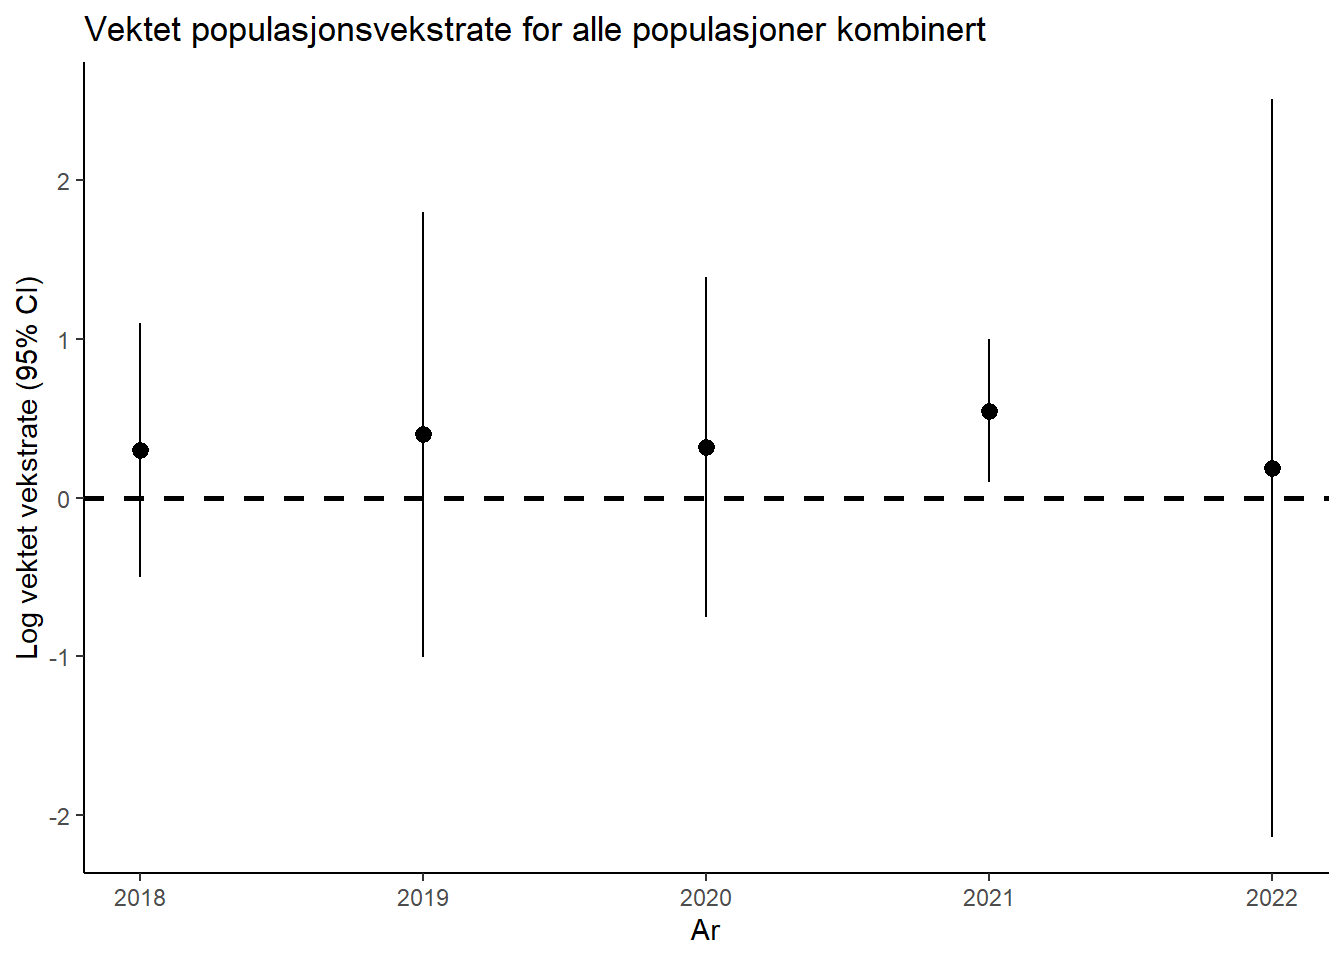 Vektet populasjonsvekstrate for alle populasjoner kombinert
Log vektet vekstrate (95% CI)
2
1
0
-1
-2
2018 2019 2020 2021 2022
Ar